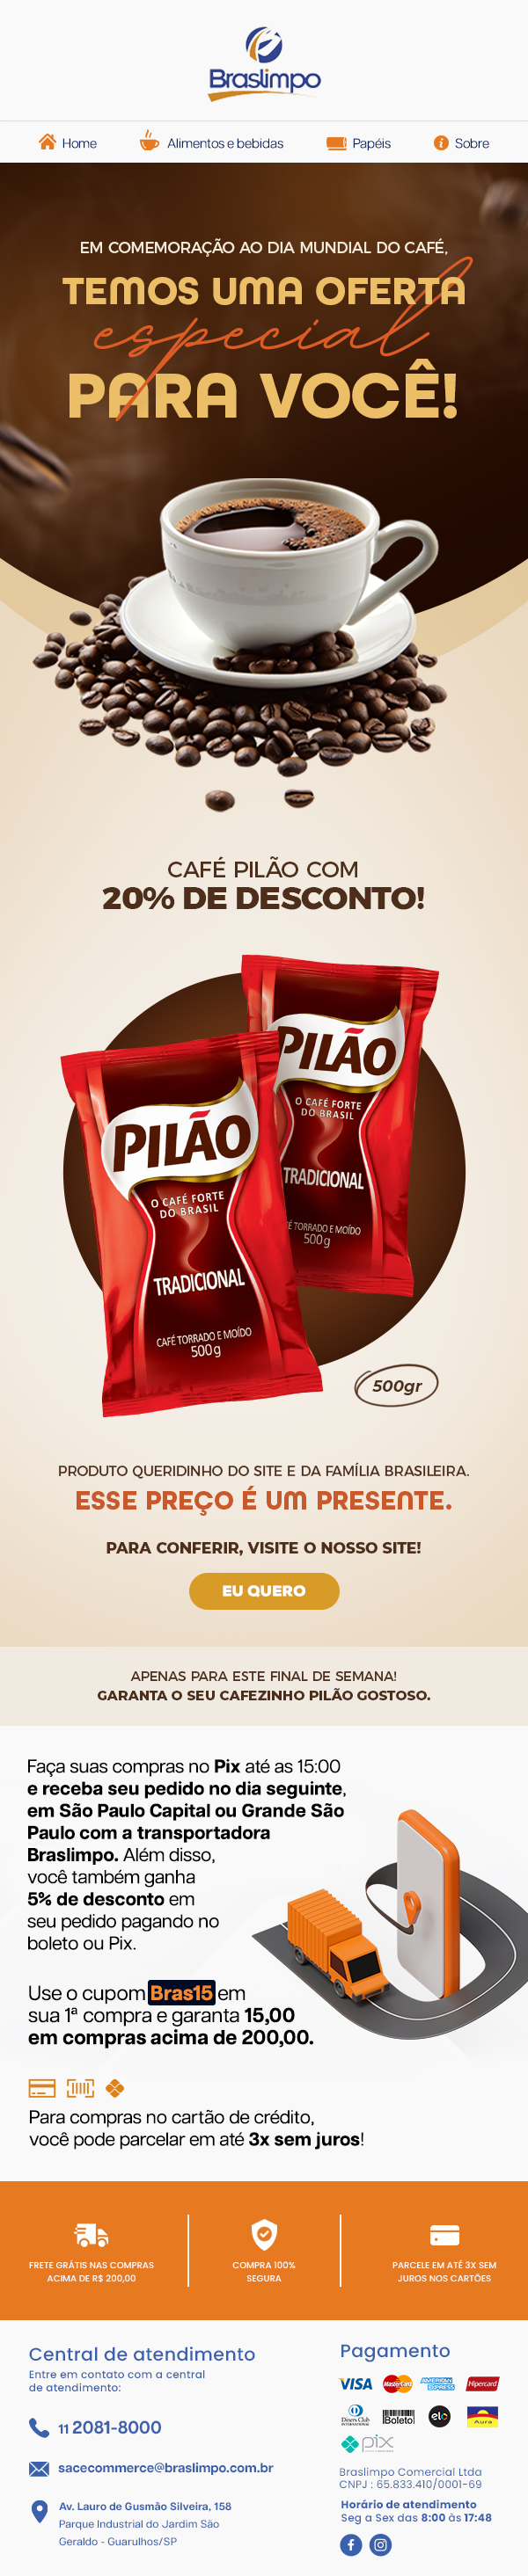 Braslimpo
Home Alimentos e bebidas Papéis Sobre
EM COMEMORAÇÃO AO DIA MUNDIAL DO CAFÉ,
TEMOS UMA OFERTA
especial
PARA VOCÊ!
CAFÉ PILÃO COM
20% DE DESCONTO!
PILÃO
O CAFÉ FORTE
DO BRASIL
TRADICIONAL
É TORRADO E MOÍDO
500g
PILÃO
O CAFÉ FORTE
DO BRASIL
TRADICIONAL
CAFÉ TORRADO E MOÍDO
500g
500gr
PRODUTO QUERIDINHO DO SITE E DA FAMÍLIA BRASILEIRA.
ESSE PREÇO É UM PRESENTE.
PARA CONFERIR, VISITE O NOSSO SITE!
EU QUERO
APENAS PARA ESTE FINAL DE SEMANA!
GARANTA O SEU CAFEZINHO PILÃO GOSTOSO.
Faça suas compras no Pix até as 15:00
e receba seu pedido no dia seguinte,
em São Paulo Capital ou Grande São
Paulo com a transportadora
Braslimpo. Além disso,
você também ganha
5% de desconto em
seu pedido pagando no
boleto ou Pix.
Use o cupom Bras15 em
sua 1ª compra e garanta 15,00
em compras acima de 200,00.
Para compras no cartão de crédito,
você pode parcelar em até 3x sem juros!
FRETE GRÁTIS NAS COMPRAS
ACIMA DE R$ 200,00
COMPRA 100%
SEGURA
PARCELE EM ATÉ 3X SEM
JUROS NOS CARTÕES
Central de atendimento
Entre em contato com a central
de atendimento:
11 2081-8000
sacecommerce@braslimpo.com.br
Av. Lauro de Gusmão Silveira, 158
Parque Industrial do Jardim São
Geraldo - Guarulhos/SP
Pagamento
VISA MasterCard AMERICAN EXPRESS Hipercard
Diners Club INTERNATIONAL Boleto elo Aura
pix
Braslimpo Comercial Ltda
CNPJ : 65.833.410/0001-69
Horário de atendimento
Seg a Sex das 8:00 às 17:48